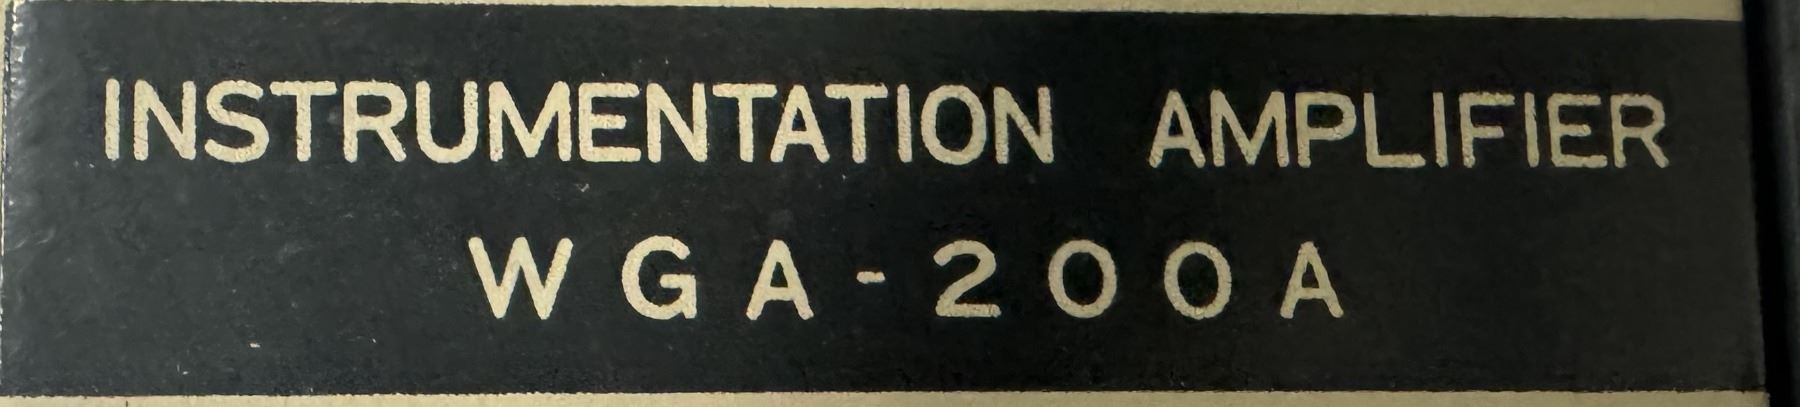 INSTRUMENTATION AMPLIFIER
WGA-200A